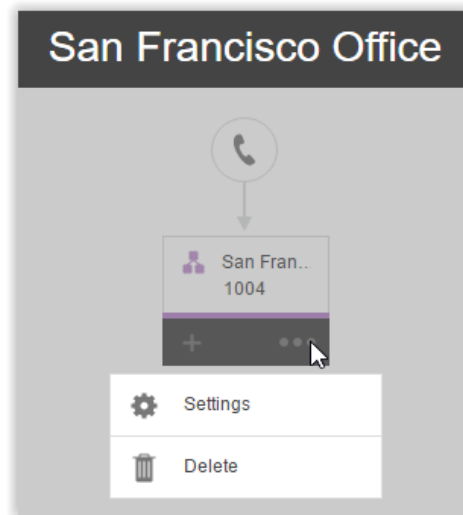 San Francisco Office
San Fran...
1004
Settings
Delete